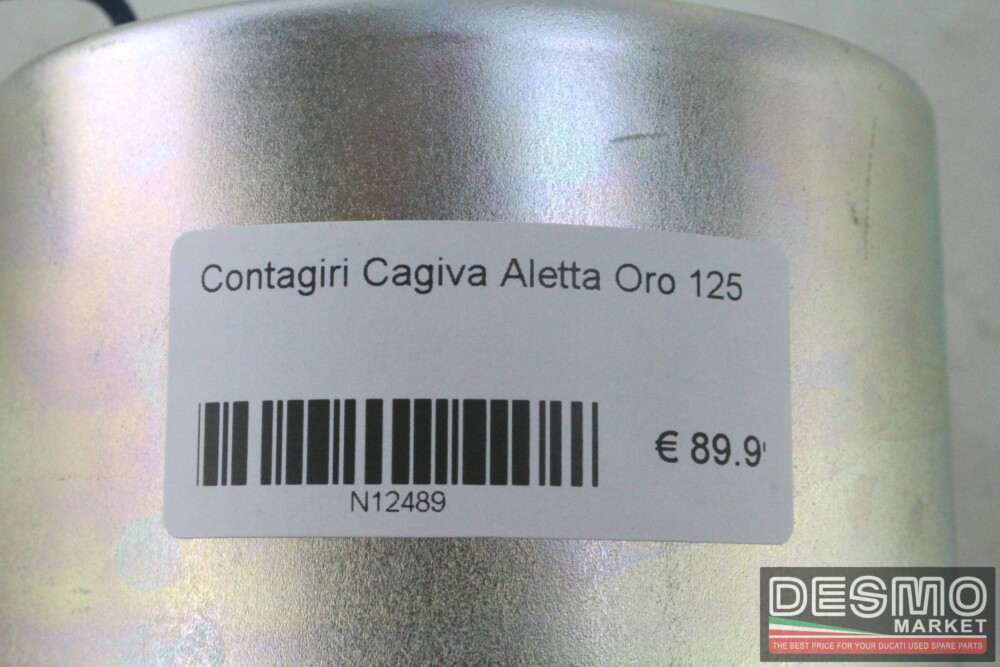 Contagiri Cagiva Aletta Oro 125
€ 89.9
N12489
DESMO
MARKET
THE BEST PRICE FOR YOUR DUCATI USED SPARE PARTS